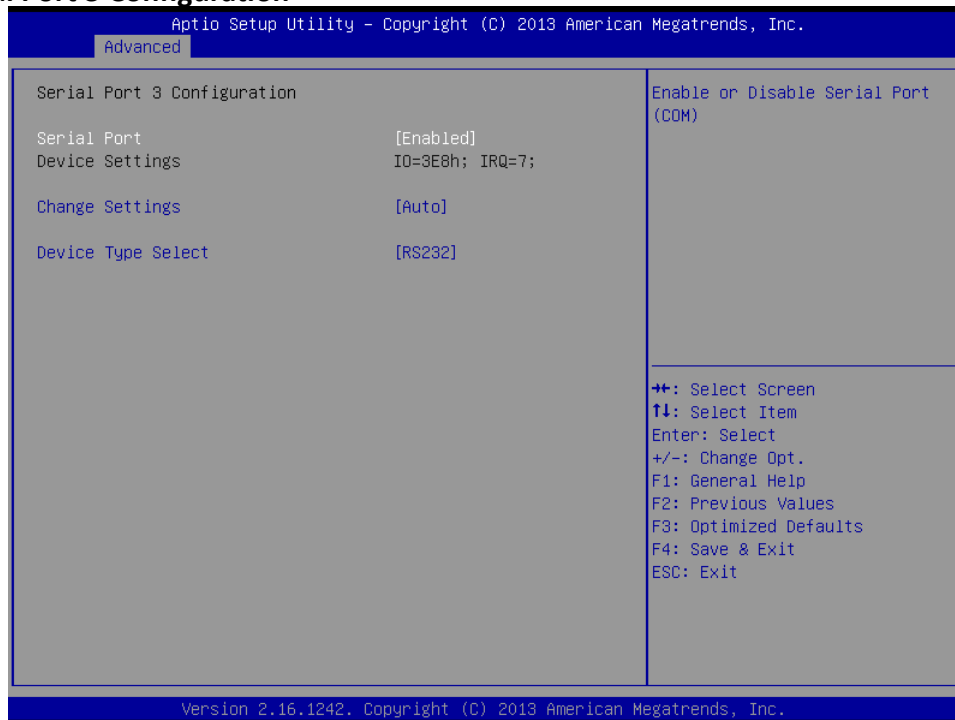 Aptio Setup Utility – Copyright (C) 2013 American Megatrends, Inc.
Advanced
Serial Port 3 Configuration
Serial Port [Enabled]
Device Settings IO=3E8h; IRQ=7;
Change Settings [Auto]
Device Type Select [RS232]
Enable or Disable Serial Port
(COM)
→←: Select Screen
↑↓: Select Item
Enter: Select
+/-: Change Opt.
F1: General Help
F2: Previous Values
F3: Optimized Defaults
F4: Save & Exit
ESC: Exit
Version 2.16.1242. Copyright (C) 2013 American Megatrends, Inc.